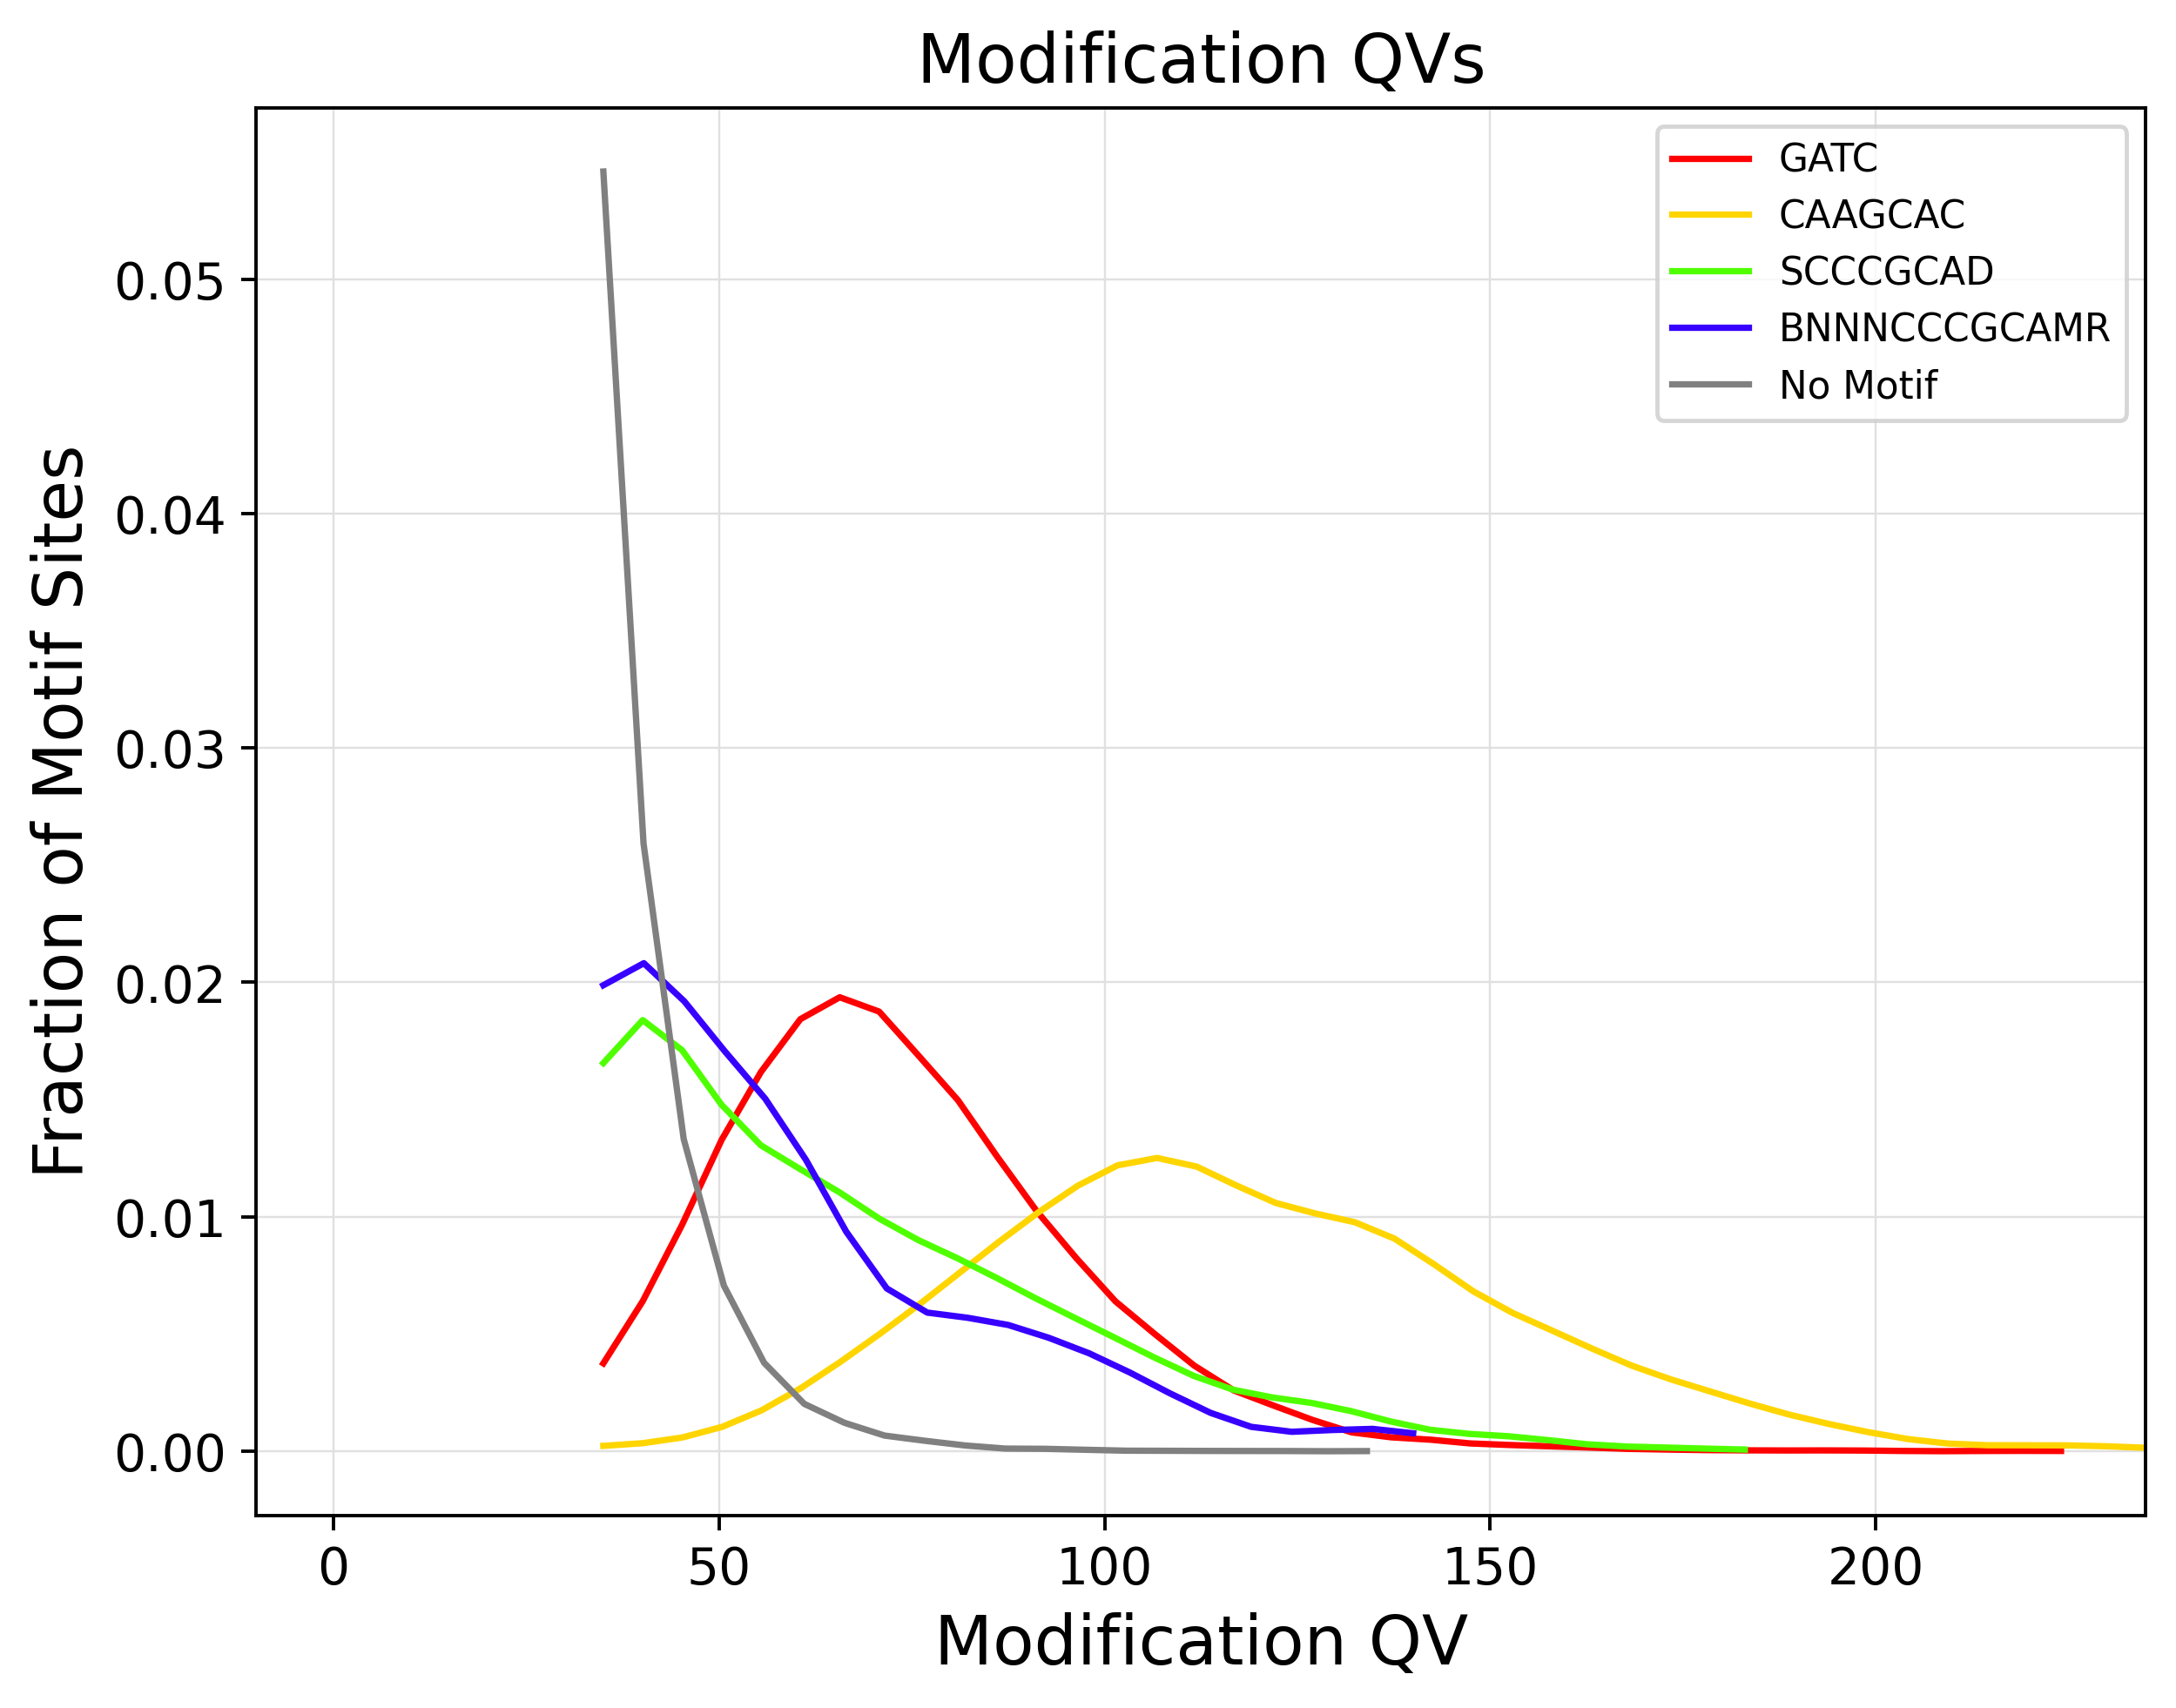 Modification QVs
GATC
CAAGCAC
SCCCGCAD
BNNNCCCGCAMR
No Motif
Fraction of Motif Sites
0.05
0.04
0.03
0.02
0.01
0.00
0 50 100 150 200
Modification QV